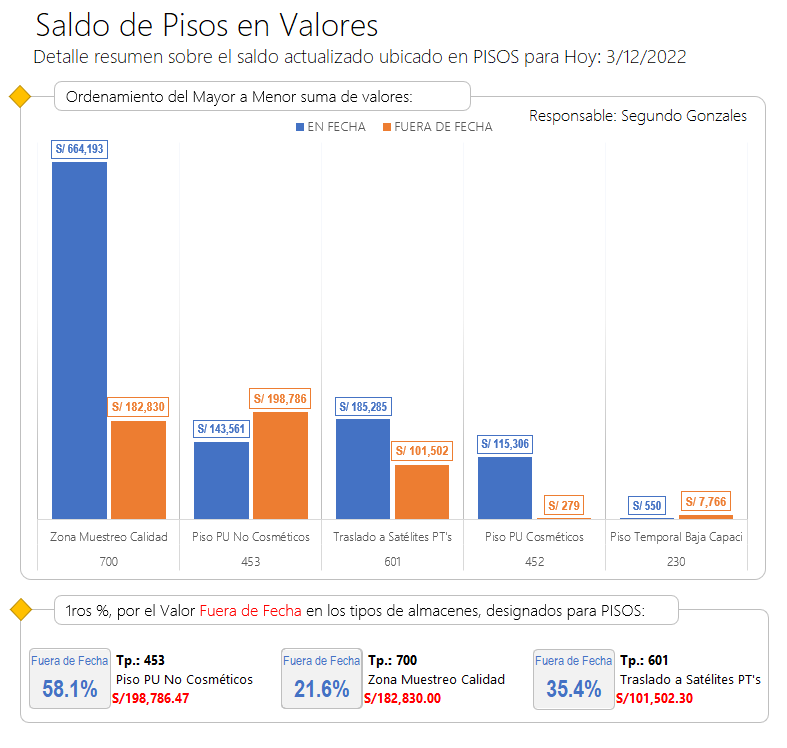 Saldo de Pisos en Valores
Detalle resumen sobre el saldo actualizado ubicado en PISOS para Hoy: 3/12/2022
Ordenamiento del Mayor a Menor suma de valores:
Responsable: Segundo Gonzales
EN FECHA FUERA DE FECHA
S/ 664,193
S/ 182,830
S/ 143,561
S/ 198,786
S/ 185,285
S/ 101,502
S/ 115,306
S/ 279
S/ 550
S/ 7,766
Zona Muestreo Calidad Piso PU No Cosméticos Traslado a Satélites PT's Piso PU Cosméticos Piso Temporal Baja Capaci
700 453 601 452 230
1ros %, por el Valor Fuera de Fecha en los tipos de almacenes, designados para PISOS:
Fuera de Fecha
58.1%
Tp.: 453
Piso PU No Cosméticos
S/198,786.47
Fuera de Fecha
21.6%
Tp.: 700
Zona Muestreo Calidad
S/182,830.00
Fuera de Fecha
35.4%
Tp.: 601
Traslado a Satélites PT's
S/101,502.30